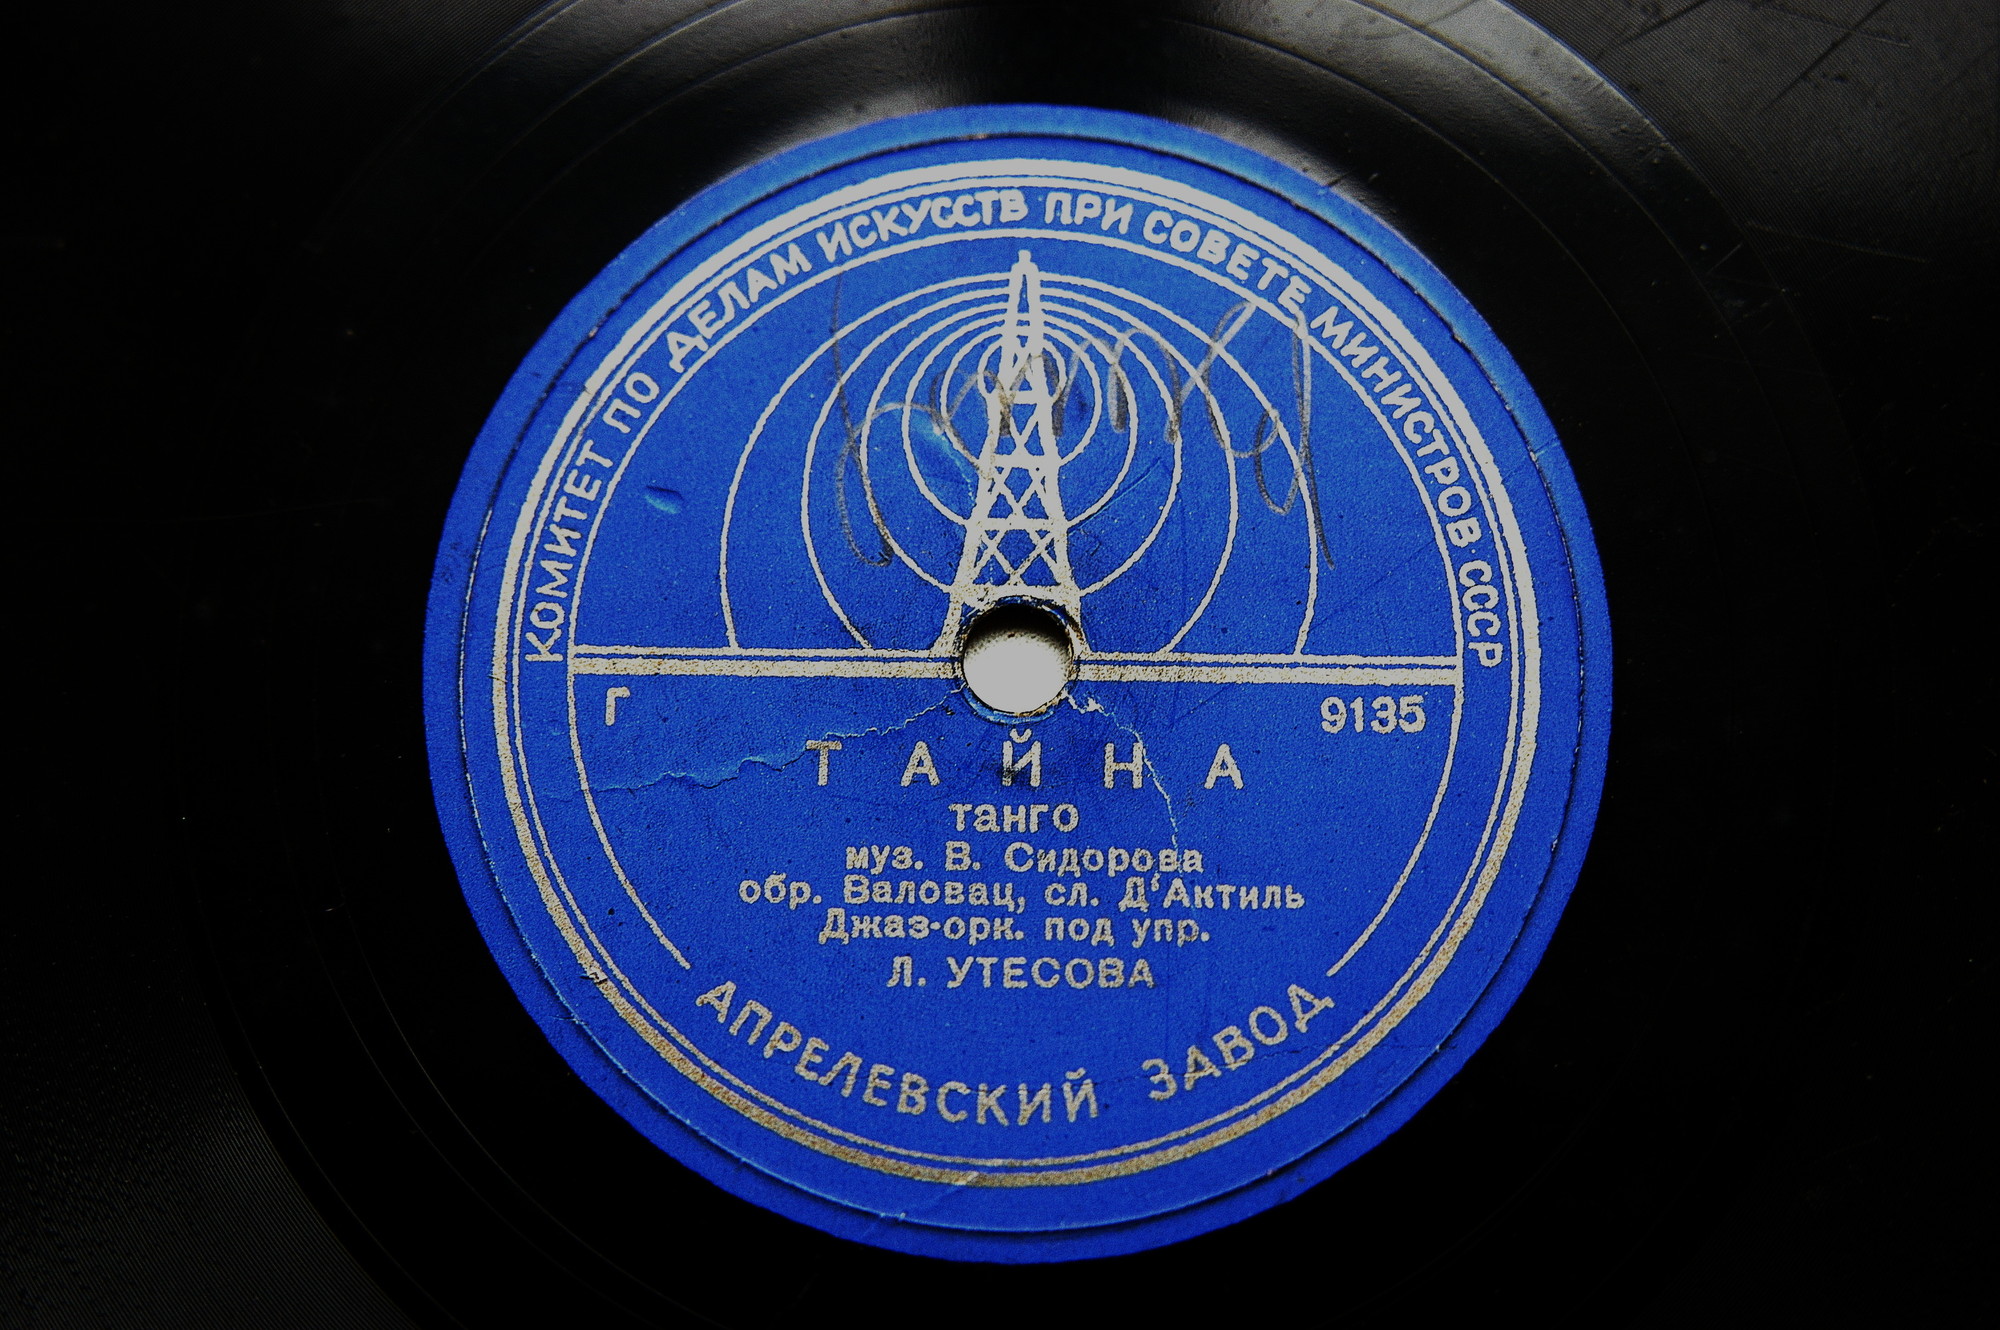 КОМИТЕТ ПО ДЕЛАМ ИСКУССТВ ПРИ СОВЕТЕ МИНИСТРОВ СССР
Г 9135
ТАЙНА
танго
муз. В. Сидорова
обр. Валовац, сл. Д'Актиль
Джаз-орк. под упр.
Л. УТЕСОВА
АПРЕЛЕВСКИЙ ЗАВОД